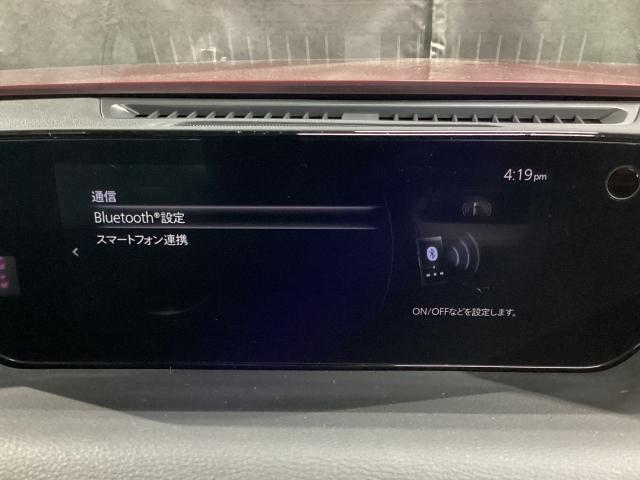 4:19pm
通信
Bluetooth®設定
スマートフォン連携
ON/OFFなどを設定します。